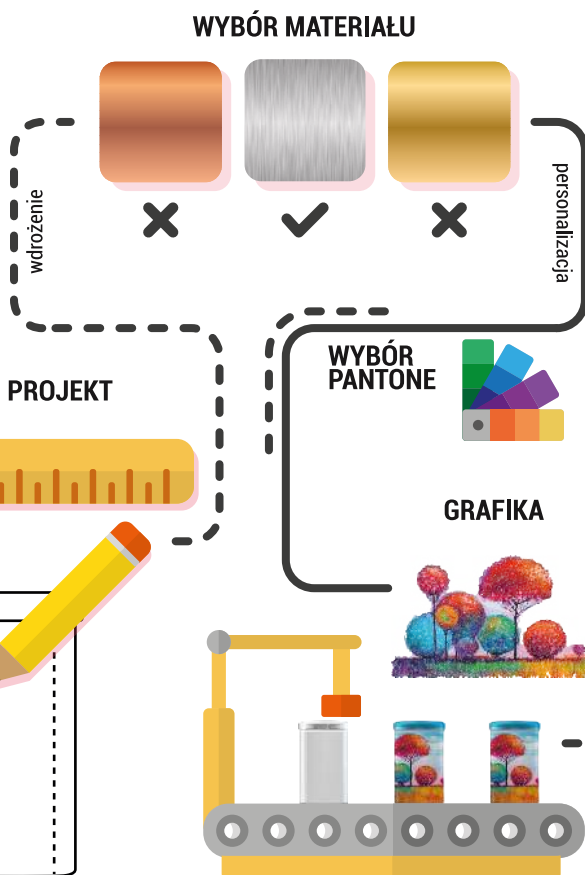 WYBÓR MATERIAŁU
wdrożenie
personalizacja
WYBÓR
PANTONE
PROJEKT
GRAFIKA